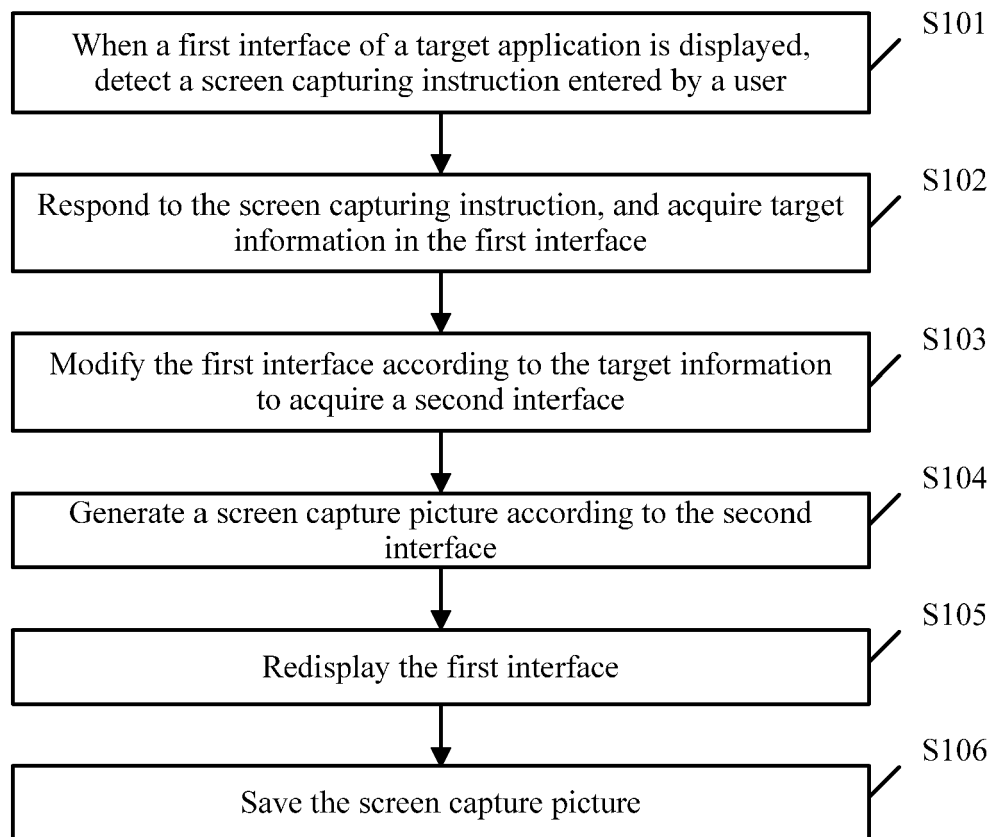 S101
When a first interface of a target application is displayed,
detect a screen capturing instruction entered by a user
S102
Respond to the screen capturing instruction, and acquire target
information in the first interface
S103
Modify the first interface according to the target information
to acquire a second interface
S104
Generate a screen capture picture according to the second
interface
S105
Redisplay the first interface
S106
Save the screen capture picture